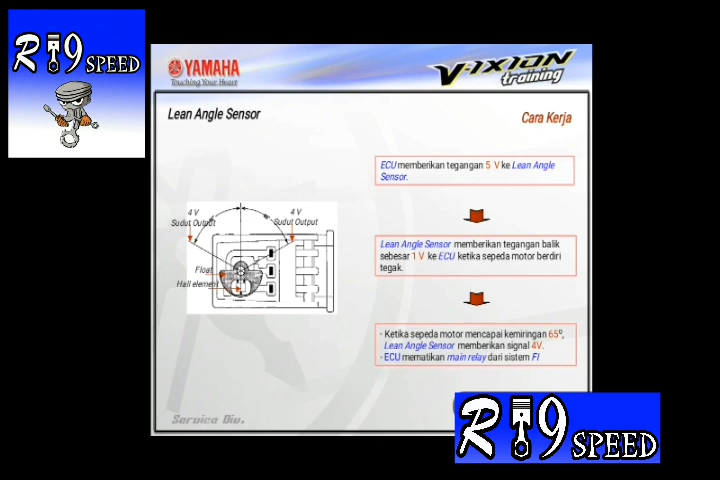 R19 SPEED
YAMAHA
Touching Your Heart
V-IXION
training
Lean Angle Sensor
Cara Kerja
ECU memberikan tegangan 5 V ke Lean Angle
Sensor.
4 V
Sudut Output
4 V
Sudut Output
Float
Hall element
Lean Angle Sensor memberikan tegangan balik
sebesar 1 V ke ECU ketika sepeda motor berdiri
tegak.
- Ketika sepeda motor mencapai kemiringan 65°,
Lean Angle Sensor memberikan signal 4V.
- ECU mematikan main relay dari sistem FI
Service Div.
R19 SPEED